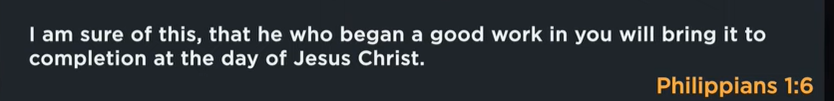 I am sure of this, that he who began a good work in you will bring it to
completion at the day of Jesus Christ.
Philippians 1:6